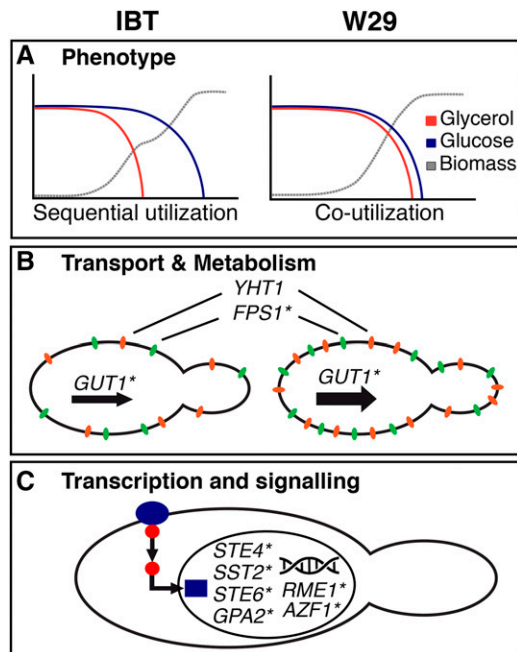 IBT W29
A Phenotype
Glycerol
Glucose
Biomass
Sequential utilization Co-utilization
B Transport & Metabolism
YHT1
FPS1*
GUT1* GUT1*
C Transcription and signalling
STE4*
SST2*
STE6* RME1*
GPA2* AZF1*